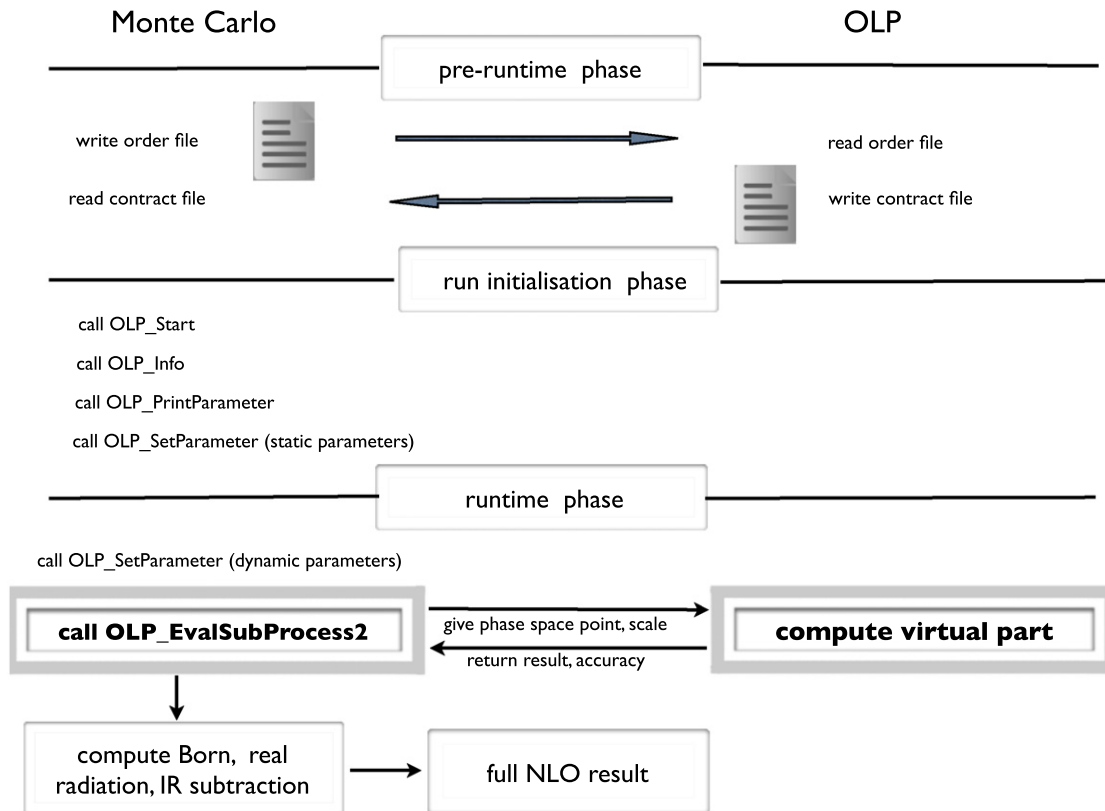 Monte Carlo
OLP
pre-runtime phase
write order file
read order file
read contract file
write contract file
run initialisation phase
call OLP_Start
call OLP_Info
call OLP_PrintParameter
call OLP_SetParameter (static parameters)
runtime phase
call OLP_SetParameter (dynamic parameters)
call OLP_EvalSubProcess2
give phase space point, scale
return result, accuracy
compute virtual part
compute Born, real
radiation, IR subtraction
full NLO result